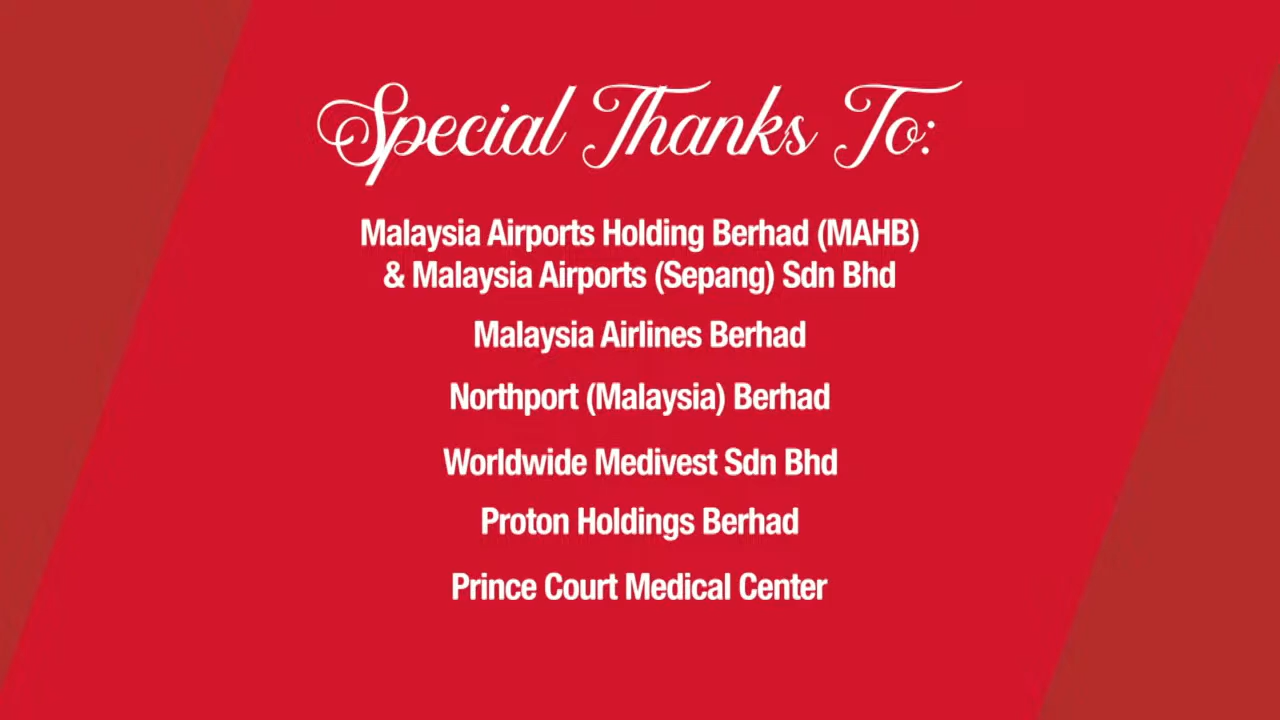 Special Thanks To:
Malaysia Airports Holding Berhad (MAHB)
& Malaysia Airports (Sepang) Sdn Bhd
Malaysia Airlines Berhad
Northport (Malaysia) Berhad
Worldwide Medivest Sdn Bhd
Proton Holdings Berhad
Prince Court Medical Center